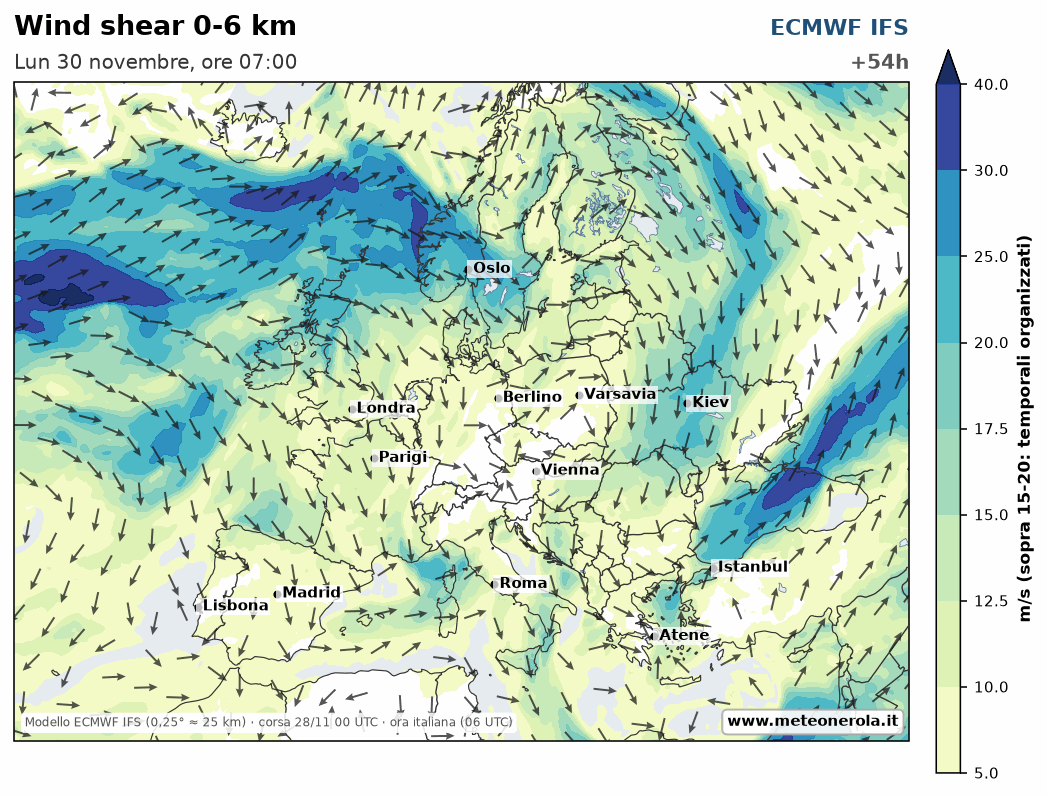 Wind shear 0-6 km
ECMWF IFS
Lun 30 novembre, ore 07:00
+54h
Oslo
Berlino
Varsavia
Kiev
Londra
Parigi
Vienna
Istanbul
Roma
Madrid
Lisbona
Atene
Modello ECMWF IFS (0,25° ≈ 25 km) · corsa 28/11 00 UTC · ora italiana (06 UTC)
www.meteonerola.it
40.0
30.0
25.0
20.0
17.5
15.0
12.5
10.0
5.0
m/s (sopra 15-20: temporali organizzati)